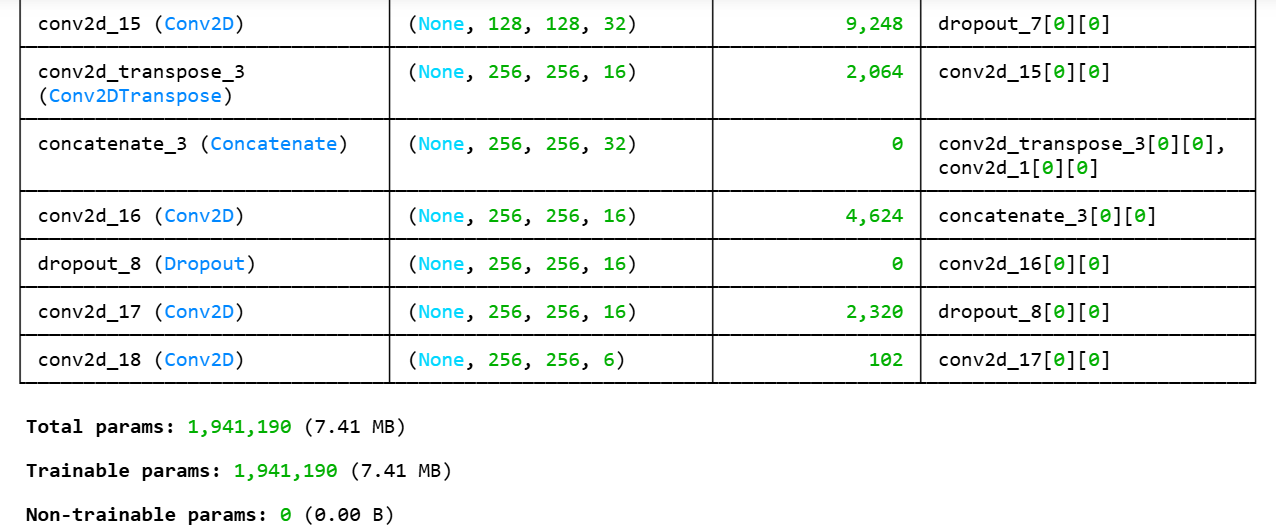 conv2d_15 (Conv2D) (None, 128, 128, 32) 9,248 dropout_7[0][0]
conv2d_transpose_3 (None, 256, 256, 16) 2,064 conv2d_15[0][0]
(Conv2DTranspose)
concatenate_3 (Concatenate) (None, 256, 256, 32) 0 conv2d_transpose_3[0][0],
conv2d_1[0][0]
conv2d_16 (Conv2D) (None, 256, 256, 16) 4,624 concatenate_3[0][0]
dropout_8 (Dropout) (None, 256, 256, 16) 0 conv2d_16[0][0]
conv2d_17 (Conv2D) (None, 256, 256, 16) 2,320 dropout_8[0][0]
conv2d_18 (Conv2D) (None, 256, 256, 6) 102 conv2d_17[0][0]
Total params: 1,941,190 (7.41 MB)
Trainable params: 1,941,190 (7.41 MB)
Non-trainable params: 0 (0.00 B)